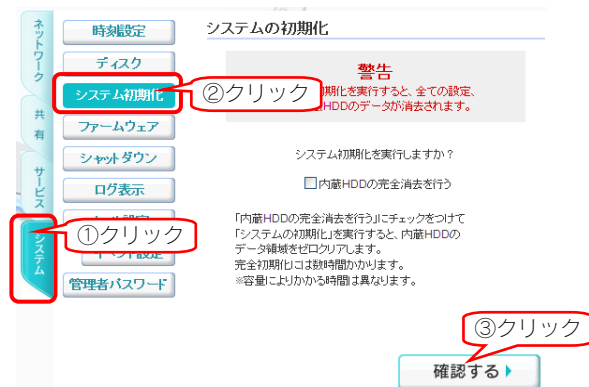 ネットワーク
共有
サービス
システム
時刻設定
ディスク
システム初期化
ファームウェア
シャットダウン
ログ表示
イベント設定
管理者パスワード
①クリック
②クリック
システムの初期化
警告
期化を実行すると、全ての設定、
HDDのデータが消去されます。
システム初期化を実行しますか？
内蔵HDDの完全消去を行う
「内蔵HDDの完全消去を行う」にチェックをつけて
「システムの初期化」を実行すると、内蔵HDDの
データ領域をゼロクリアします。
完全初期化には数時間かかります。
※容量によりかかる時間は異なります。
③クリック
確認する